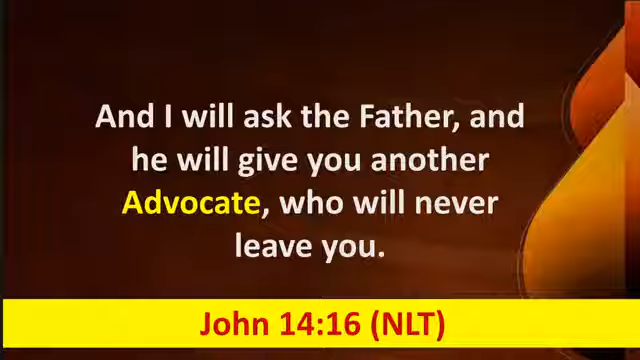 And I will ask the Father, and
he will give you another
Advocate, who will never
leave you.
John 14:16 (NLT)